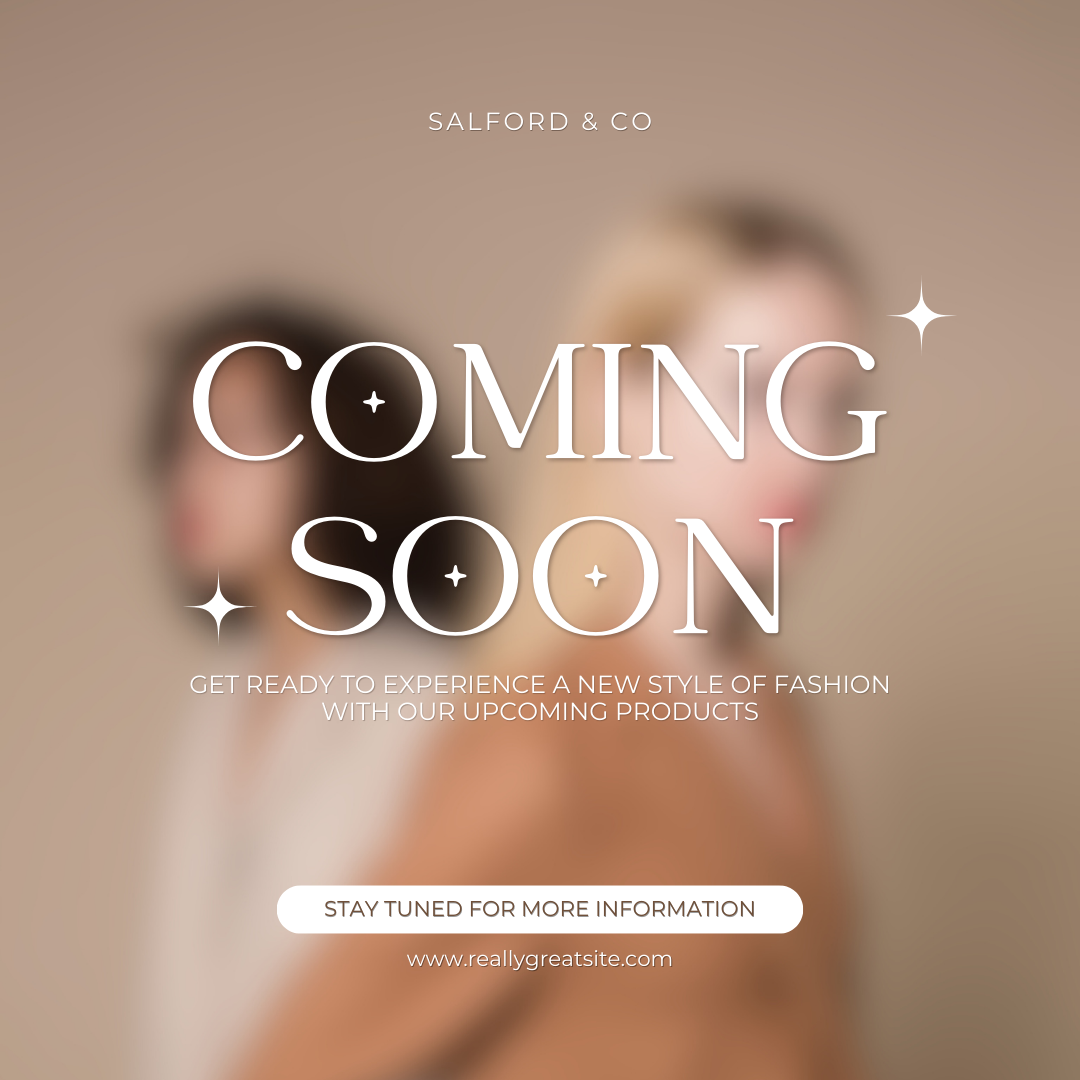 SALFORD & CO
COMING
SOON
GET READY TO EXPERIENCE A NEW STYLE OF FASHION
WITH OUR UPCOMING PRODUCTS
STAY TUNED FOR MORE INFORMATION
www.reallygreatsite.com